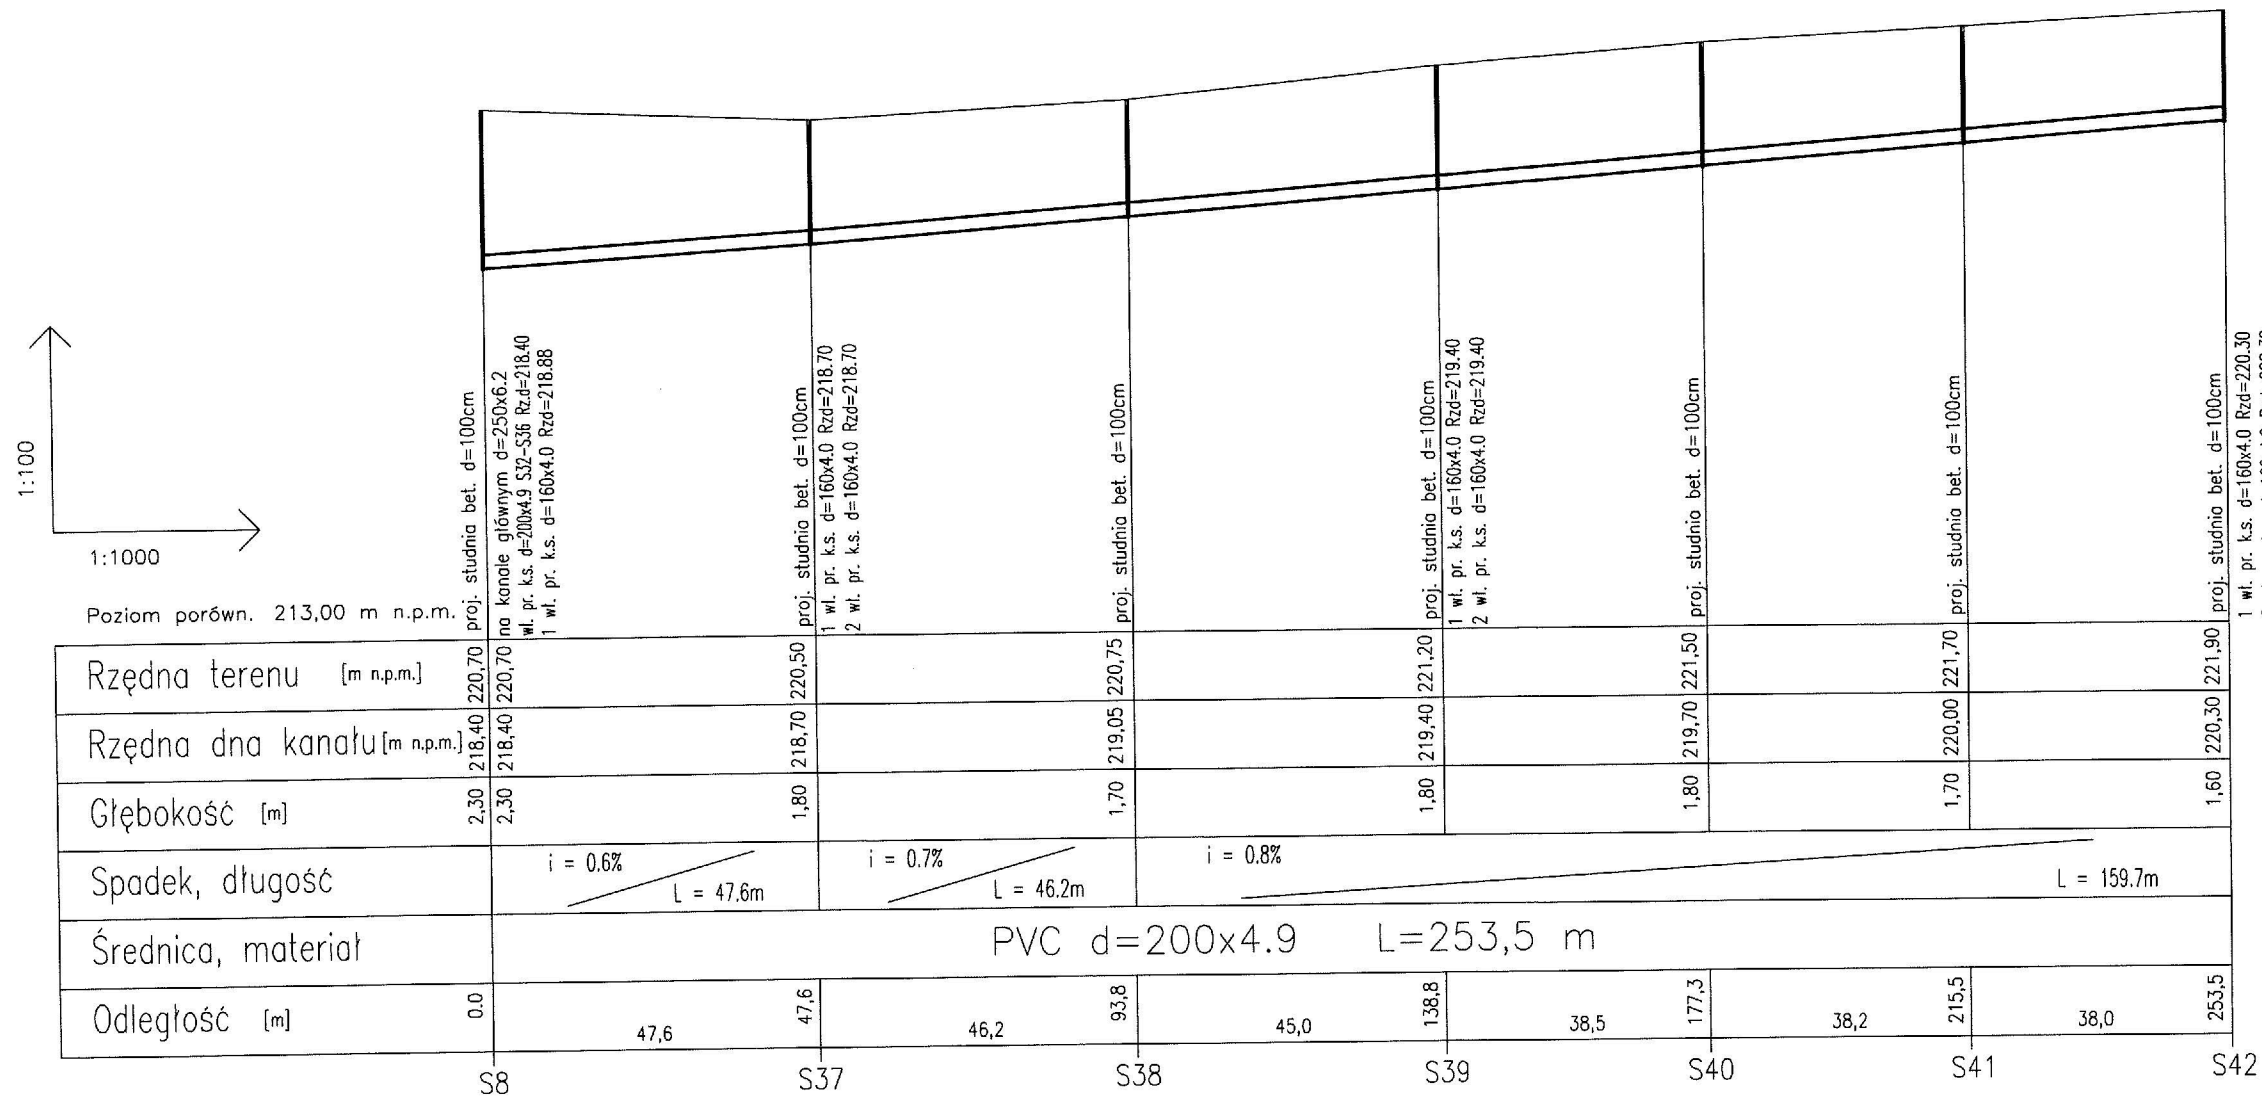 1:100
1:1000
Poziom porówn. 213,00 m n.p.m.
proj. studnia bet. d=100cm
na kanale głównym d=250x6.2
wł. pr. k.s. d=200x4.9 S32-S36 Rz.d=218.40
1 wł. pr. k.s. d=160x4.0 Rzd=218.88
proj. studnia bet. d=100cm
1 wł. pr. k.s. d=160x4.0 Rzd=218.70
2 wł. pr. k.s. d=160x4.0 Rzd=218.70
proj. studnia bet. d=100cm
proj. studnia bet. d=100cm
1 wł. pr. k.s. d=160x4.0 Rzd=219.40
2 wł. pr. k.s. d=160x4.0 Rzd=219.40
proj. studnia bet. d=100cm
proj. studnia bet. d=100cm
proj. studnia bet. d=100cm
1 wł. pr. k.s. d=160x4.0 Rzd=220.30
Rzędna terenu [m n.p.m.] 220,70 220,70 220,50 220,75 221,20 221,50 221,70 221,90
Rzędna dna kanału [m n.p.m.] 218,40 218,40 218,70 219,05 219,40 219,70 220,00 220,30
Głębokość [m] 2,30 2,30 1,80 1,70 1,80 1,80 1,70 1,60
Spadek, długość i = 0.6% L = 47.6m i = 0.7% L = 46.2m i = 0.8% L = 159.7m
Średnica, materiał PVC d=200x4.9 L=253,5 m
Odległość [m] 0.0 47,6 47,6 46,2 93,8 45,0 138,8 38,5 177,3 38,2 215,5 38,0 253,5
S8 S37 S38 S39 S40 S41 S42